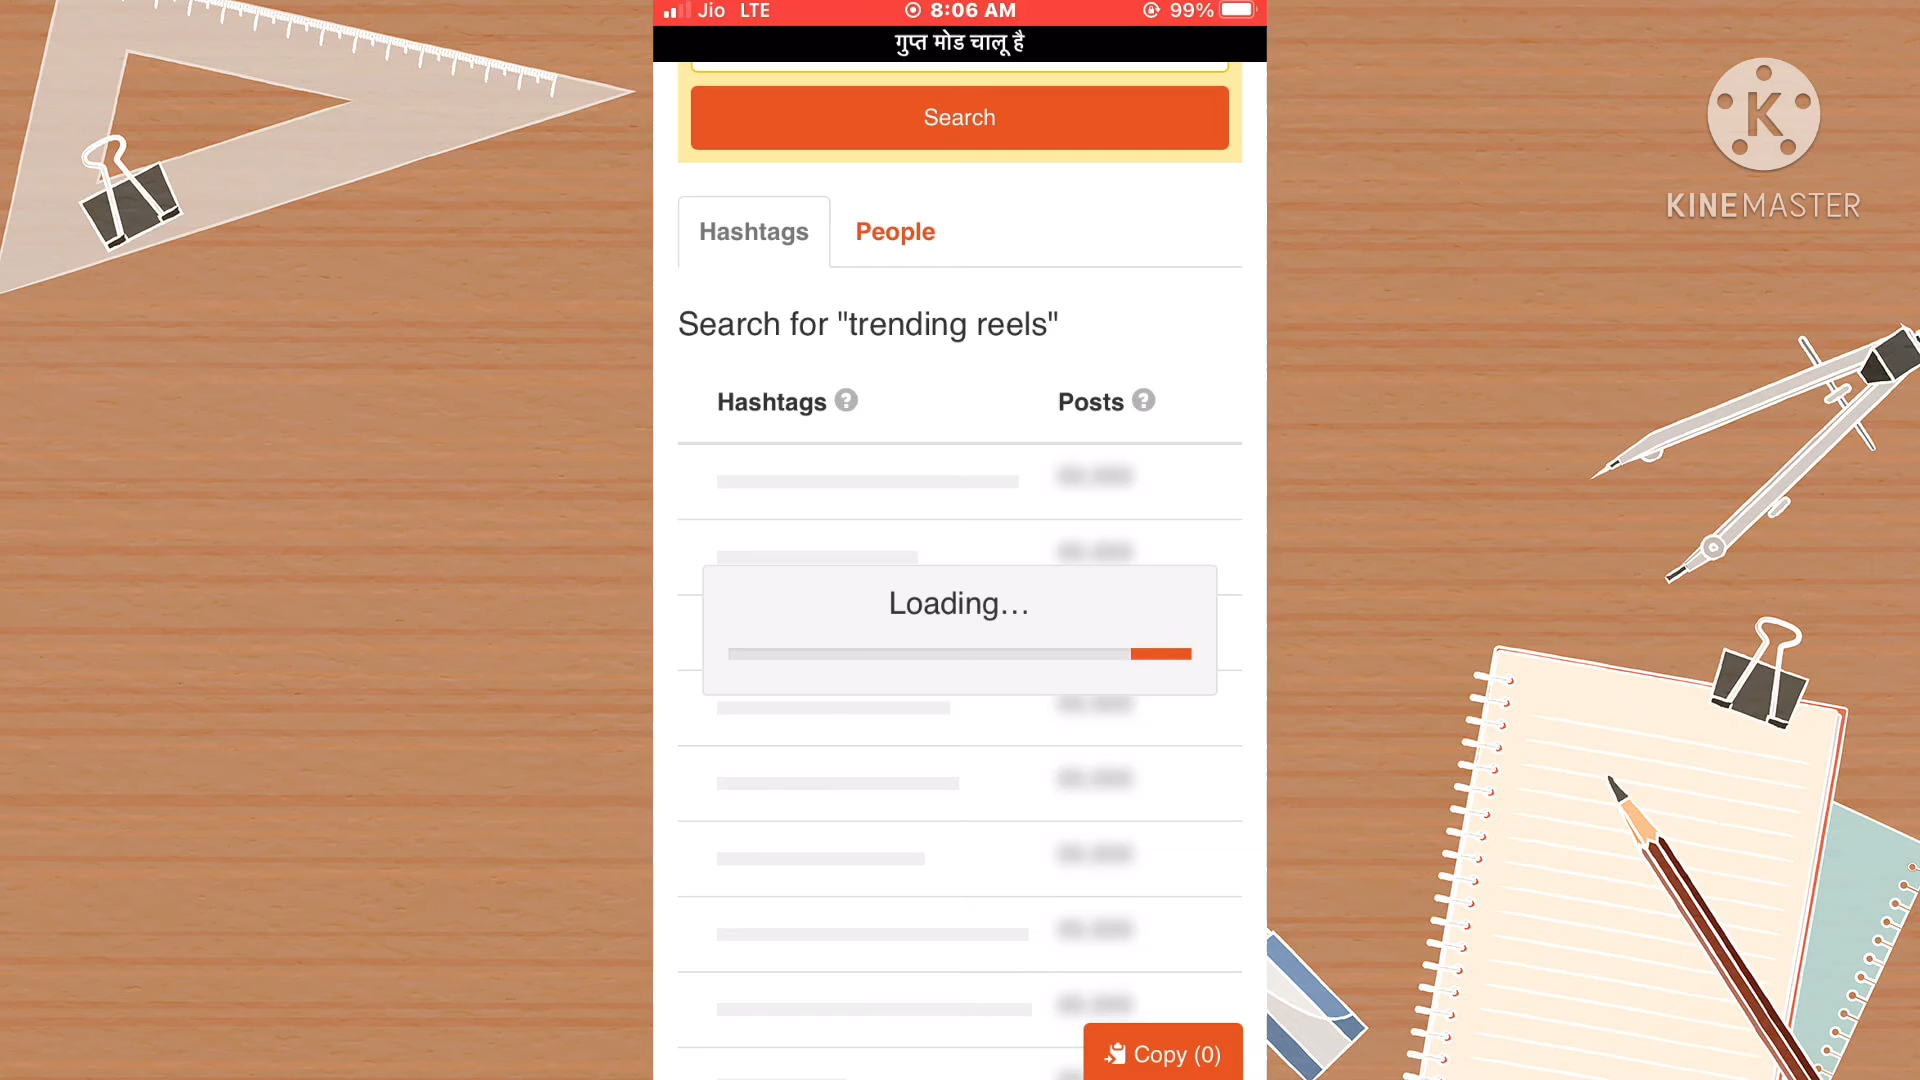 Jio LTE 8:06 AM 99%
गुप्त मोड चालू है
Search
K
KINEMASTER
Hashtags People
Search for "trending reels"
Hashtags ? Posts ?
Loading…
Copy (0)